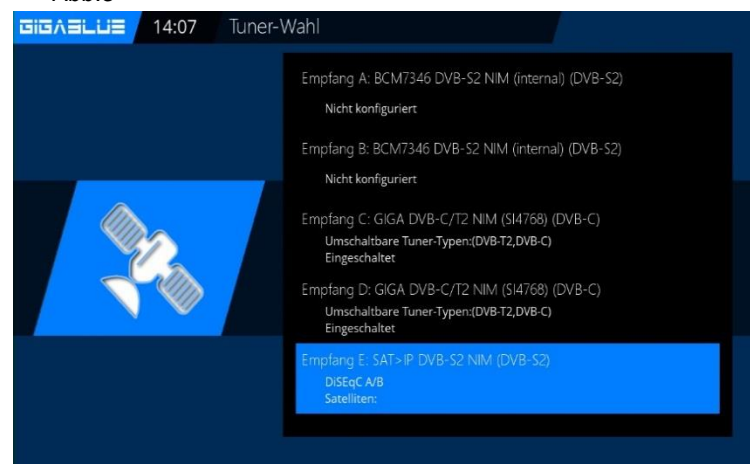 GIGABLUE 14:07 Tuner-Wahl
Empfang A: BCM7346 DVB-S2 NIM (internal) (DVB-S2)
Nicht konfiguriert
Empfang B: BCM7346 DVB-S2 NIM (internal) (DVB-S2)
Nicht konfiguriert
Empfang C: GIGA DVB-C/T2 NIM (SI4768) (DVB-C)
Umschaltbare Tuner-Typen:(DVB-T2,DVB-C)
Eingeschaltet
Empfang D: GIGA DVB-C/T2 NIM (SI4768) (DVB-C)
Umschaltbare Tuner-Typen:(DVB-T2,DVB-C)
Eingeschaltet
Empfang E: SAT>IP DVB-S2 NIM (DVB-S2)
DiSEqC A/B
Satelliten: